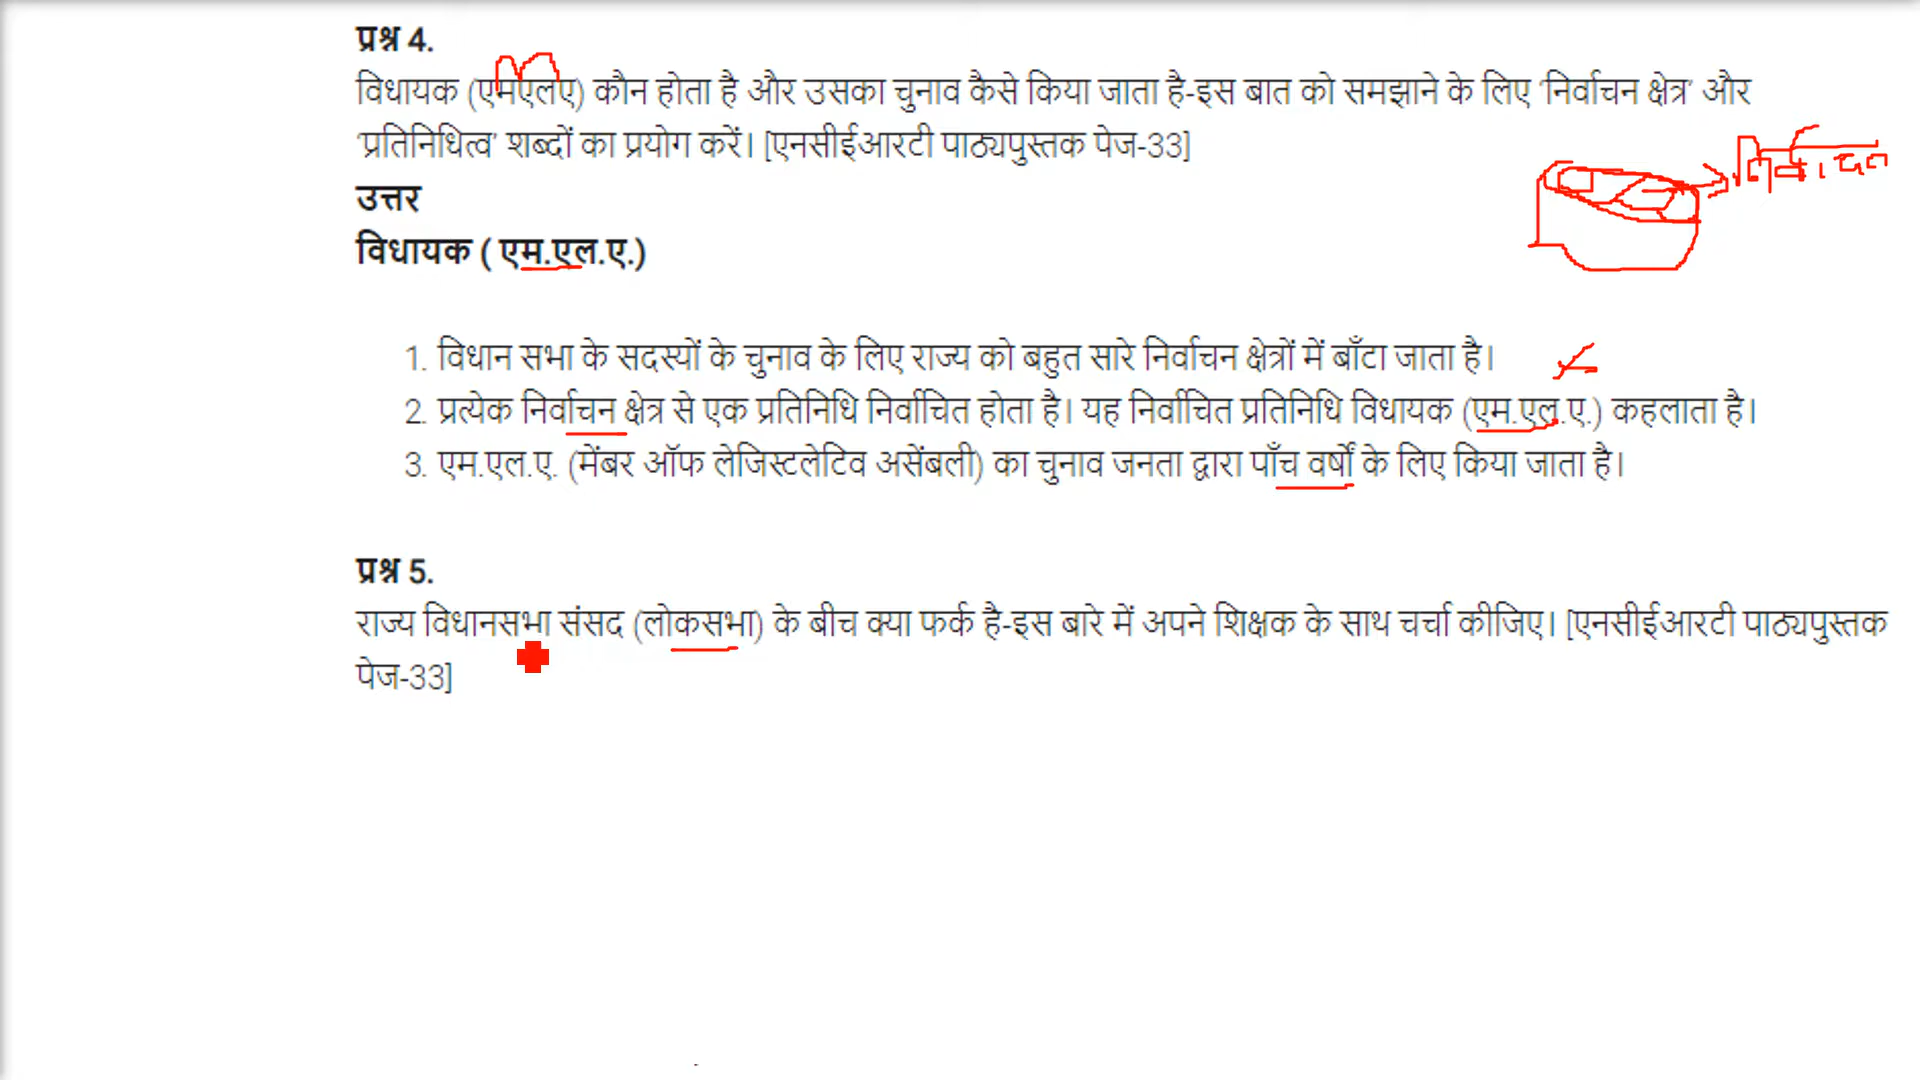 प्रश्न 4.
विधायक (एमएलए) कौन होता है और उसका चुनाव कैसे किया जाता है-इस बात को समझाने के लिए 'निर्वाचन क्षेत्र' और
'प्रतिनिधित्व' शब्दों का प्रयोग करें। [एनसीईआरटी पाठ्यपुस्तक पेज-33]
उत्तर
विधायक ( एम.एल.ए.)
1. विधान सभा के सदस्यों के चुनाव के लिए राज्य को बहुत सारे निर्वाचन क्षेत्रों में बाँटा जाता है।
2. प्रत्येक निर्वाचन क्षेत्र से एक प्रतिनिधि निर्वाचित होता है। यह निर्वाचित प्रतिनिधि विधायक (एम.एल.ए.) कहलाता है।
3. एम.एल.ए. (मेंबर ऑफ लेजिस्टलेटिव असेंबली) का चुनाव जनता द्वारा पाँच वर्षों के लिए किया जाता है।
प्रश्न 5.
राज्य विधानसभा संसद (लोकसभा) के बीच क्या फर्क है-इस बारे में अपने शिक्षक के साथ चर्चा कीजिए। [एनसीईआरटी पाठ्यपुस्तक
पेज-33]